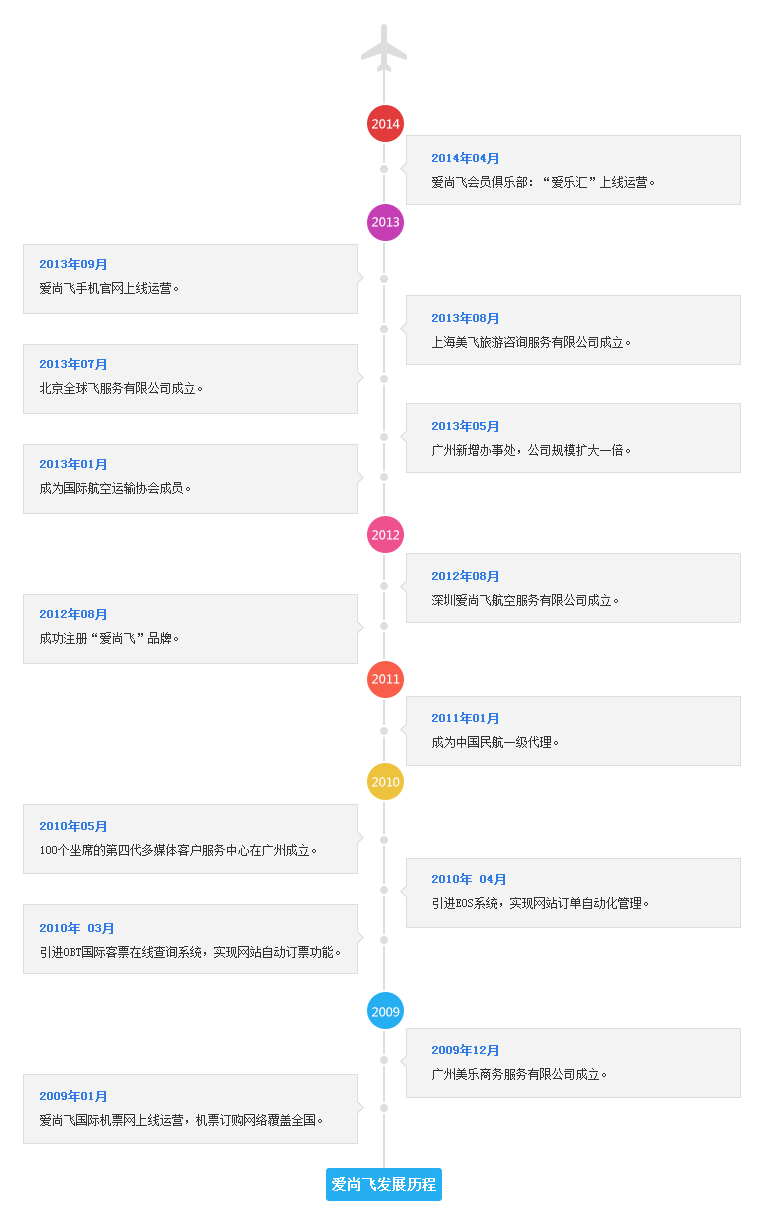 2014
2014年04月
爱尚飞会员俱乐部：“爱乐汇”上线运营。
2013
2013年09月
爱尚飞手机官网上线运营。
2013年08月
上海美飞旅游咨询服务有限公司成立。
2013年07月
北京全球飞服务有限公司成立。
2013年05月
广州新增办事处，公司规模扩大一倍。
2013年01月
成为国际航空运输协会成员。
2012
2012年08月
深圳爱尚飞航空服务有限公司成立。
2012年08月
成功注册“爱尚飞”品牌。
2011
2011年01月
成为中国民航一级代理。
2010
2010年05月
100个坐席的第四代多媒体客户服务中心在广州成立。
2010年 04月
引进EOS系统，实现网站订单自动化管理。
2010年 03月
引进OBT国际客票在线查询系统，实现网站自动订票功能。
2009
2009年12月
广州美乐商务服务有限公司成立。
2009年01月
爱尚飞国际机票网上线运营，机票订购网络覆盖全国。
爱尚飞发展历程